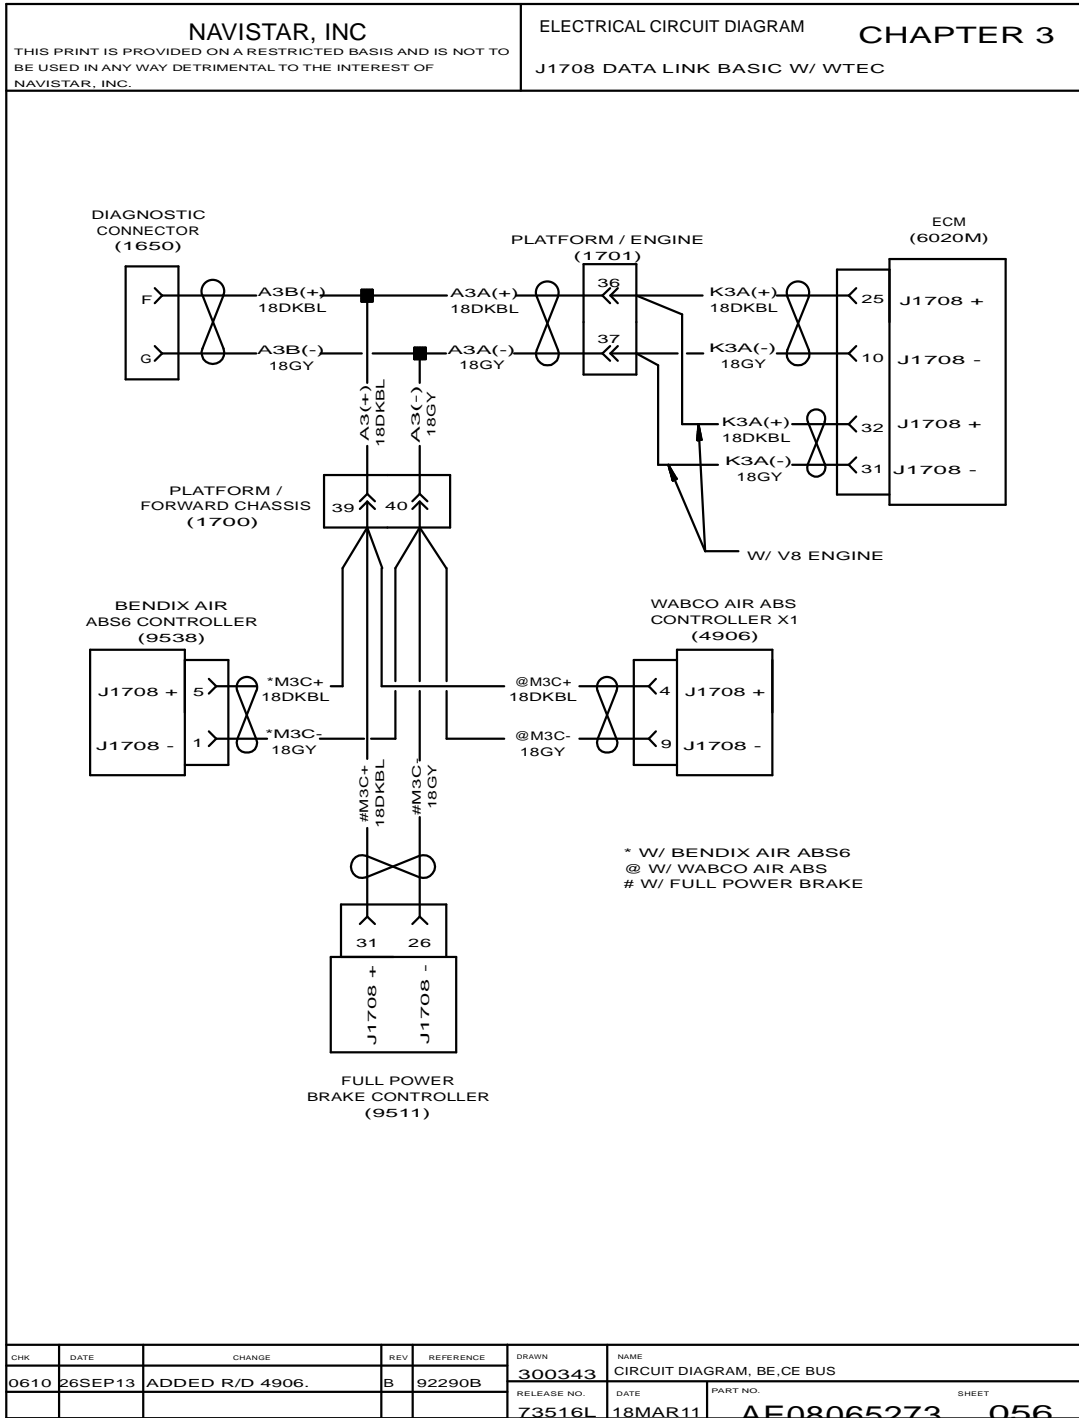 NAVISTAR, INC
THIS PRINT IS PROVIDED ON A RESTRICTED BASIS AND IS NOT TO
BE USED IN ANY WAY DETRIMENTAL TO THE INTEREST OF
NAVISTAR, INC.
ELECTRICAL CIRCUIT DIAGRAM
CHAPTER 3
J1708 DATA LINK BASIC W/ WTEC
DIAGNOSTIC
CONNECTOR
(1650)
F
G
A3B(+)
18DKBL
A3B(-)
18GY
A3A(+)
18DKBL
A3A(-)
18GY
PLATFORM / ENGINE
(1701)
36
37
K3A(+)
18DKBL
K3A(-)
18GY
K3A(+)
18DKBL
K3A(-)
18GY
ECM
(6020M)
25
J1708 +
10
J1708 -
32
J1708 +
31
J1708 -
W/ V8 ENGINE
A3(+)
18DKBL
A3(-)
18GY
PLATFORM /
FORWARD CHASSIS
(1700)
39
40
BENDIX AIR
ABS6 CONTROLLER
(9538)
J1708 +
5
J1708 -
1
*M3C+
18DKBL
*M3C-
18GY
WABCO AIR ABS
CONTROLLER X1
(4906)
@M3C+
18DKBL
@M3C-
18GY
4
J1708 +
9
J1708 -
#M3C+
18DKBL
#M3C-
18GY
* W/ BENDIX AIR ABS6
@ W/ WABCO AIR ABS
# W/ FULL POWER BRAKE
31
26
J1708 +
J1708 -
FULL POWER
BRAKE CONTROLLER
(9511)
CHK
DATE
CHANGE
REV
REFERENCE
0610
26SEP13
ADDED R/D 4906.
B
92290B
DRAWN
300343
NAME
CIRCUIT DIAGRAM, BE,CE BUS
RELEASE NO.
73516L
DATE
18MAR11
PART NO.
AE08065273
SHEET
056